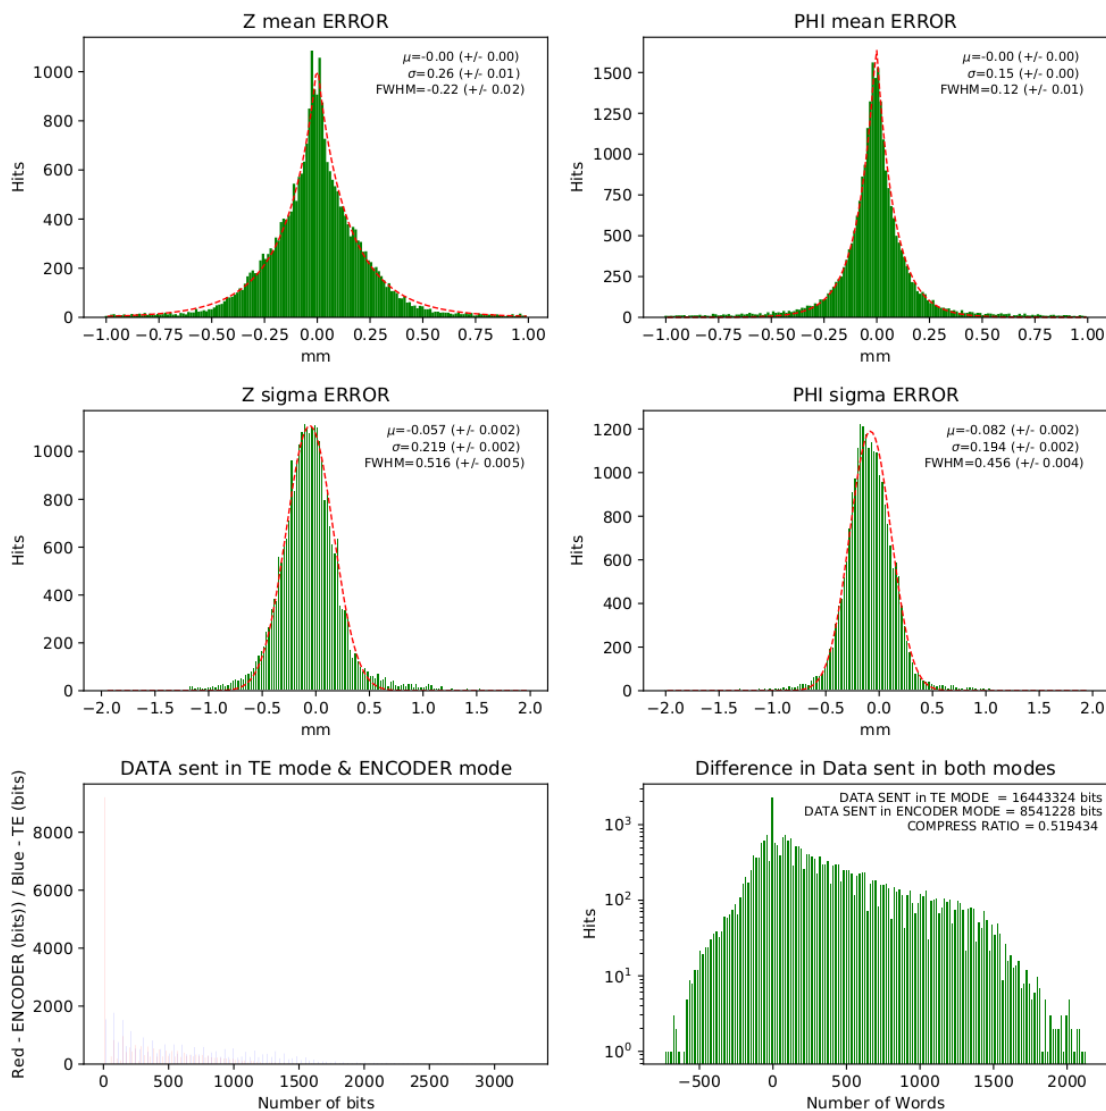 Z mean ERROR
μ=-0.00 (+/- 0.00)
σ=0.26 (+/- 0.01)
FWHM=-0.22 (+/- 0.02)
Hits
1000
800
600
400
200
0
−1.00 −0.75 −0.50 −0.25 0.00 0.25 0.50 0.75 1.00
mm
PHI mean ERROR
μ=-0.00 (+/- 0.00)
σ=0.15 (+/- 0.00)
FWHM=0.12 (+/- 0.01)
Hits
1500
1250
1000
750
500
250
0
−1.00 −0.75 −0.50 −0.25 0.00 0.25 0.50 0.75 1.00
mm
Z sigma ERROR
μ=-0.057 (+/- 0.002)
σ=0.219 (+/- 0.002)
FWHM=0.516 (+/- 0.005)
Hits
1000
800
600
400
200
0
−2.0 −1.5 −1.0 −0.5 0.0 0.5 1.0 1.5 2.0
mm
PHI sigma ERROR
μ=-0.082 (+/- 0.002)
σ=0.194 (+/- 0.002)
FWHM=0.456 (+/- 0.004)
Hits
1200
1000
800
600
400
200
0
−2.0 −1.5 −1.0 −0.5 0.0 0.5 1.0 1.5 2.0
mm
DATA sent in TE mode & ENCODER mode
Red - ENCODER (bits)) / Blue - TE (bits)
8000
6000
4000
2000
0
0 500 1000 1500 2000 2500 3000
Number of bits
Difference in Data sent in both modes
DATA SENT in TE MODE = 16443324 bits
DATA SENT in ENCODER MODE = 8541228 bits
COMPRESS RATIO = 0.519434
Hits
10³
10²
10¹
10⁰
−500 0 500 1000 1500 2000
Number of Words